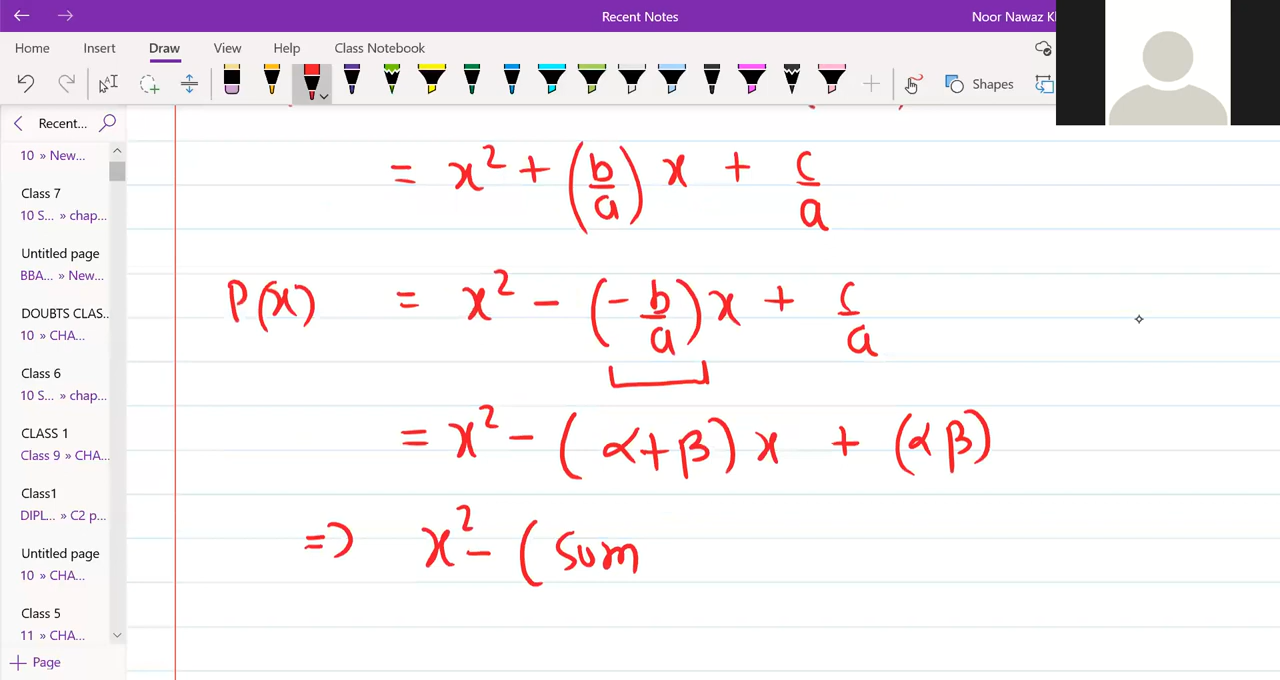 Recent Notes
Noor Nawaz Kh
Home Insert Draw View Help Class Notebook
Shapes
Recent...
10 » New...
Class 7
10 S... » chap...
Untitled page
BBA... » New...
DOUBTS CLAS...
10 » CHA...
Class 6
10 S... » chap...
CLASS 1
Class 9 » CHA...
Class1
DIPL... » C2 p...
Untitled page
10 » CHA...
Class 5
11 » CHA...
+ Page
= x² + (b/a) x + c/a
P(x) = x² - (-b/a) x + c/a
= x² - (α+β) x + (αβ)
=> x² - (sum